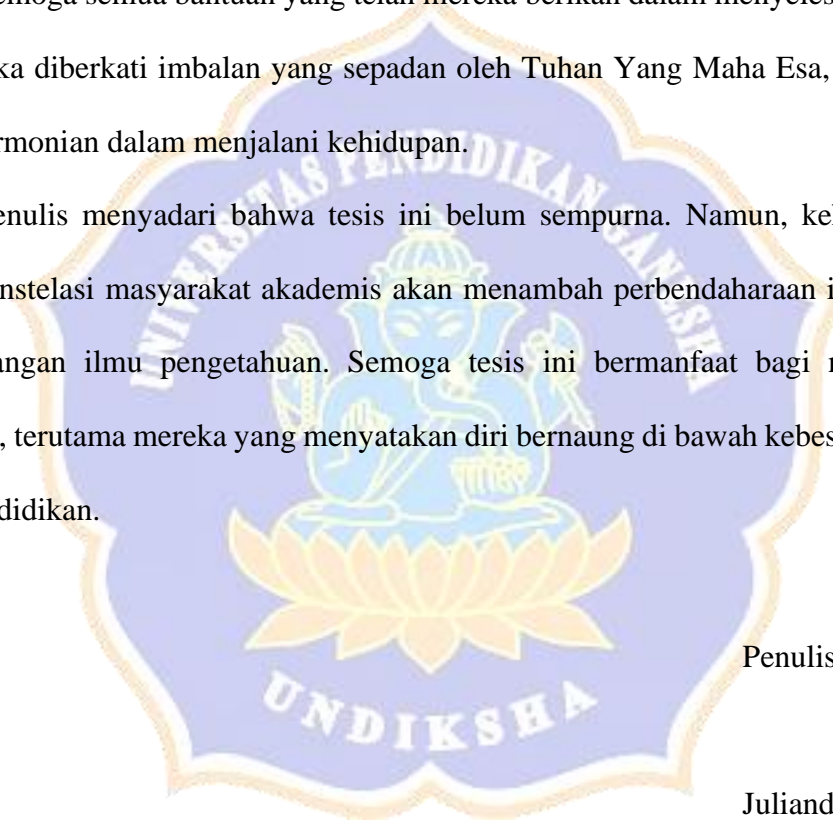 emoga semua bantuan yang telah mereka berikan dalam menyeles
ka diberkati imbalan yang sepadan oleh Tuhan Yang Maha Esa,
rmonian dalam menjalani kehidupan.
enulis menyadari bahwa tesis ini belum sempurna. Namun, kel
nstelasi masyarakat akademis akan menambah perbendaharaan i
angan ilmu pengetahuan. Semoga tesis ini bermanfaat bagi
, terutama mereka yang menyatakan diri bernaung di bawah kebes
didikan.
UNIVERSITAS PENDIDIKAN GANESHA
Penulis
UNDIKSHA
Juliand